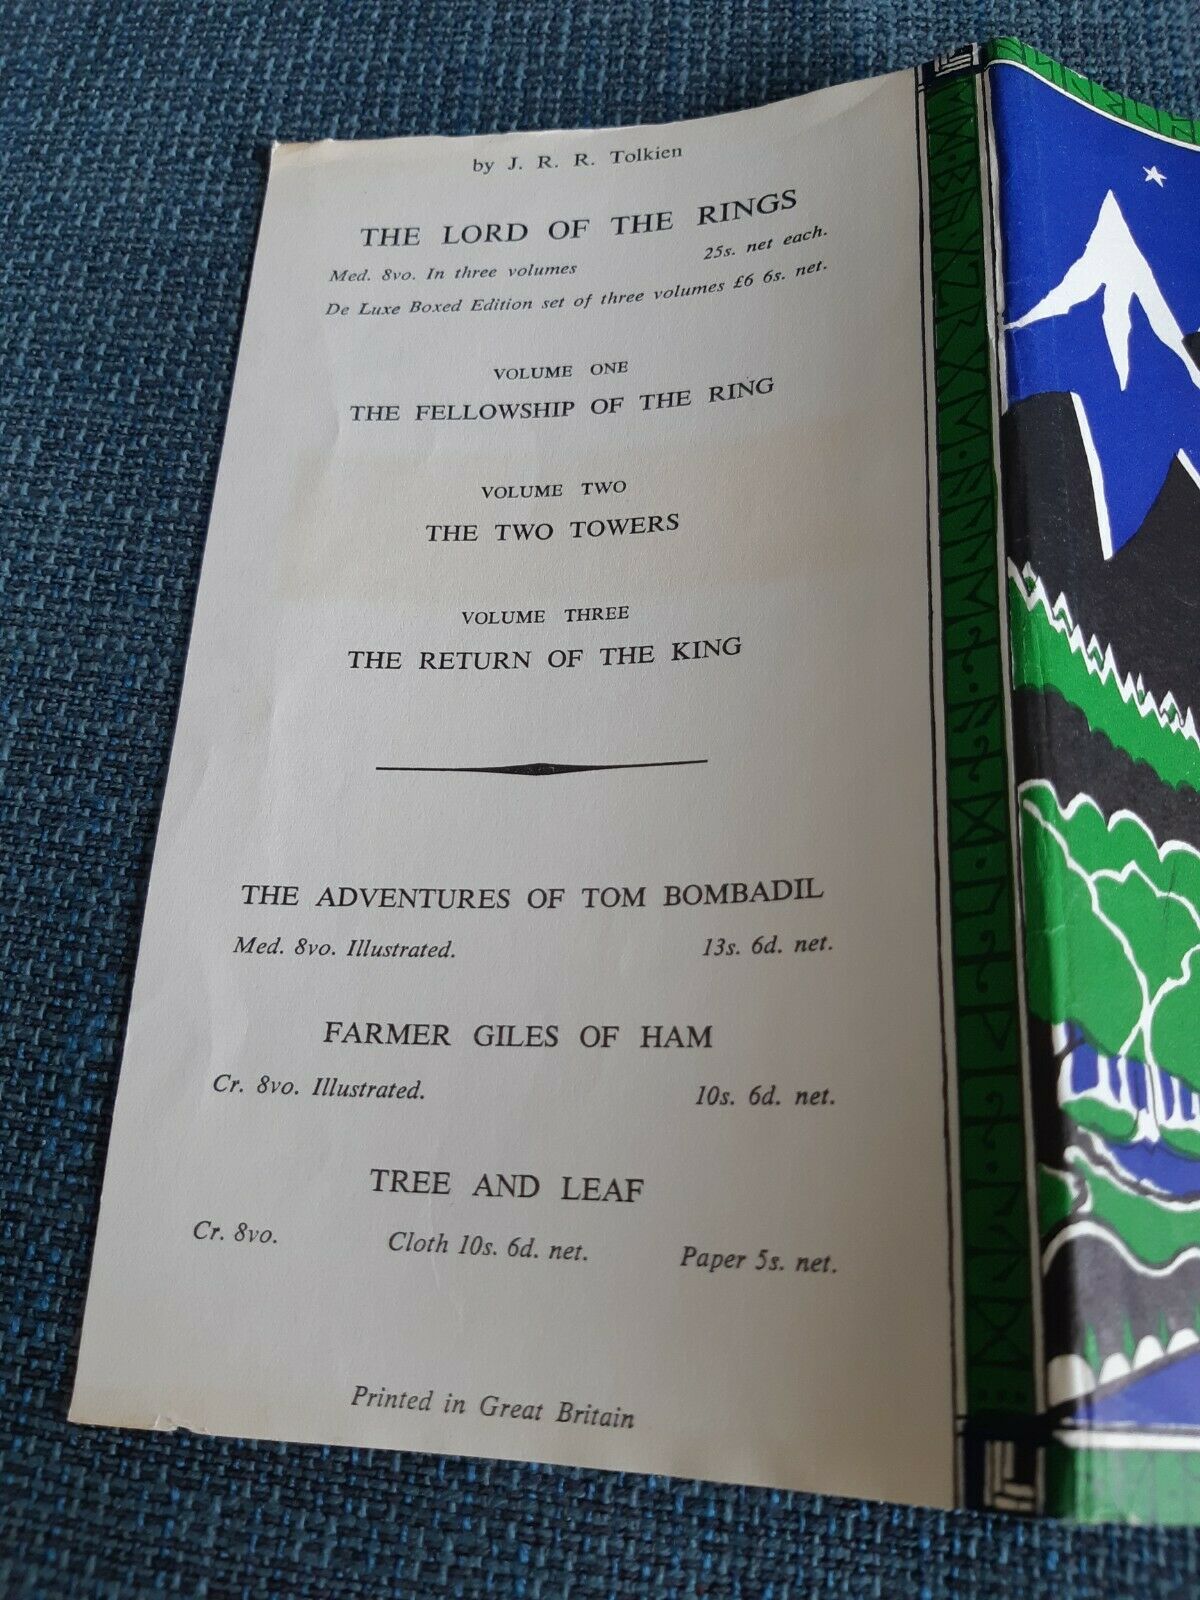 by J. R. R. Tolkien
THE LORD OF THE RINGS
Med. 8vo. In three volumes 25s. net each.
De Luxe Boxed Edition set of three volumes £6 6s. net.
VOLUME ONE
THE FELLOWSHIP OF THE RING
VOLUME TWO
THE TWO TOWERS
VOLUME THREE
THE RETURN OF THE KING
THE ADVENTURES OF TOM BOMBADIL
Med. 8vo. Illustrated. 13s. 6d. net.
FARMER GILES OF HAM
Cr. 8vo. Illustrated. 10s. 6d. net.
TREE AND LEAF
Cr. 8vo. Cloth 10s. 6d. net. Paper 5s. net.
Printed in Great Britain